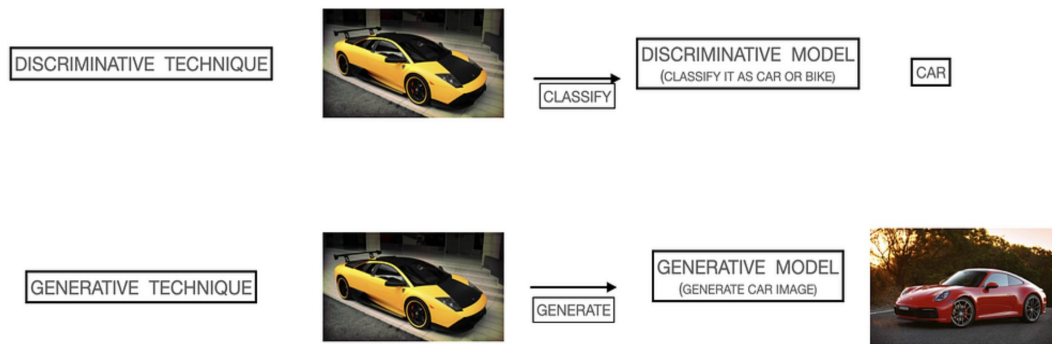 DISCRIMINATIVE TECHNIQUE
CLASSIFY
DISCRIMINATIVE MODEL
(CLASSIFY IT AS CAR OR BIKE)
CAR
GENERATIVE TECHNIQUE
GENERATE
GENERATIVE MODEL
(GENERATE CAR IMAGE)